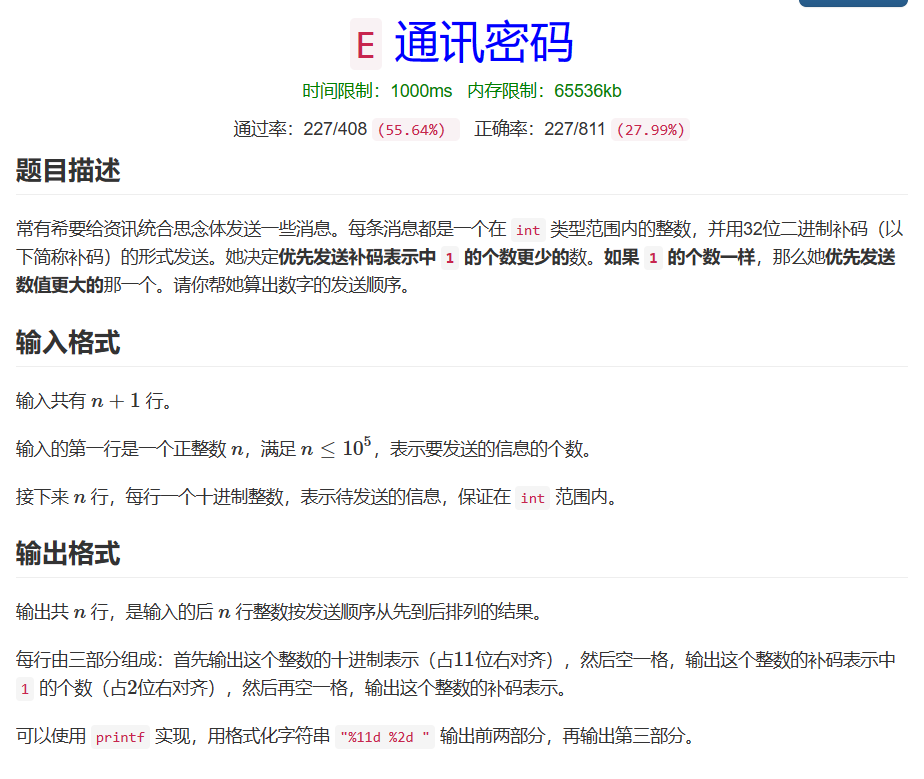 E 通讯密码
时间限制：1000ms 内存限制：65536kb
通过率：227/408 (55.64%) 正确率：227/811 (27.99%)
题目描述
常有希要给资讯统合思念体发送一些消息。每条消息都是一个在 int 类型范围内的整数，并用32位二进制补码（以
下简称补码）的形式发送。她决定优先发送补码表示中 1 的个数更少的数。如果 1 的个数一样，那么她优先发送
数值更大的那一个。请你帮她算出数字的发送顺序。
输入格式
输入共有 n + 1 行。
输入的第一行是一个正整数 n，满足 n ≤ 10^5，表示要发送的信息的个数。
接下来 n 行，每行一个十进制整数，表示待发送的信息，保证在 int 范围内。
输出格式
输出共 n 行，是输入的后 n 行整数按发送顺序从先到后排列的结果。
每行由三部分组成：首先输出这个整数的十进制表示（占11位右对齐），然后空一格，输出这个整数的补码表示中
1 的个数（占2位右对齐），然后再空一格，输出这个整数的补码表示。
可以使用 printf 实现，用格式化字符串 "%11d %2d " 输出前两部分，再输出第三部分。